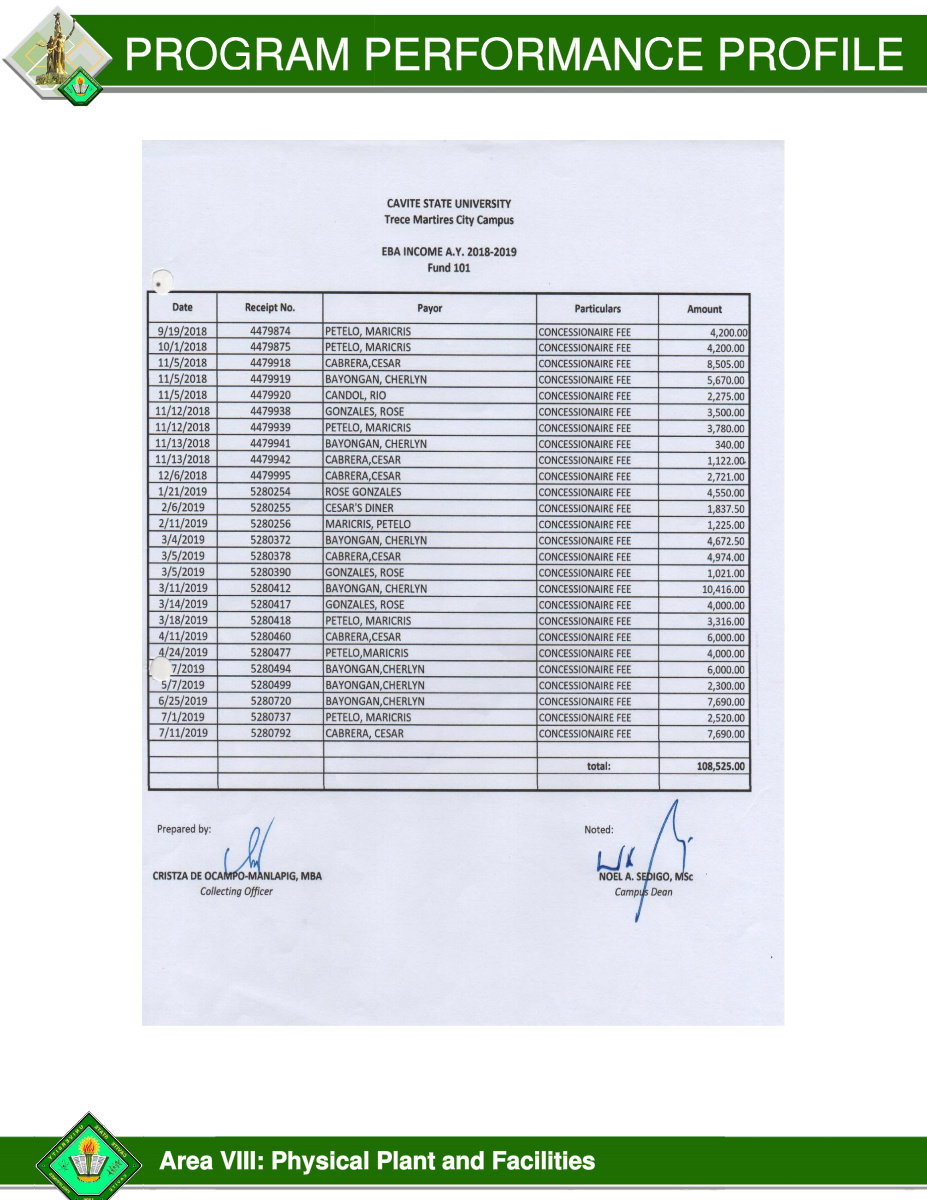 PROGRAM PERFORMANCE PROFILE
CAVITE STATE UNIVERSITY
Trece Martires City Campus
EBA INCOME A.Y. 2018-2019
Fund 101
Date Receipt No. Payor Particulars Amount
9/19/2018 4479874 PETELO, MARICRIS CONCESSIONAIRE FEE 4,200.00
10/1/2018 4479875 PETELO, MARICRIS CONCESSIONAIRE FEE 4,200.00
11/5/2018 4479918 CABRERA,CESAR CONCESSIONAIRE FEE 8,505.00
11/5/2018 4479919 BAYONGAN, CHERLYN CONCESSIONAIRE FEE 5,670.00
11/5/2018 4479920 CANDOL, RIO CONCESSIONAIRE FEE 2,275.00
11/12/2018 4479938 GONZALES, ROSE CONCESSIONAIRE FEE 3,500.00
11/12/2018 4479939 PETELO, MARICRIS CONCESSIONAIRE FEE 3,780.00
11/13/2018 4479941 BAYONGAN, CHERLYN CONCESSIONAIRE FEE 340.00
11/13/2018 4479942 CABRERA,CESAR CONCESSIONAIRE FEE 1,122.00
12/6/2018 4479995 CABRERA,CESAR CONCESSIONAIRE FEE 2,721.00
1/21/2019 5280254 ROSE GONZALES CONCESSIONAIRE FEE 4,550.00
2/6/2019 5280255 CESAR'S DINER CONCESSIONAIRE FEE 1,837.50
2/11/2019 5280256 MARICRIS, PETELO CONCESSIONAIRE FEE 1,225.00
3/4/2019 5280372 BAYONGAN, CHERLYN CONCESSIONAIRE FEE 4,672.50
3/5/2019 5280378 CABRERA,CESAR CONCESSIONAIRE FEE 4,974.00
3/5/2019 5280390 GONZALES, ROSE CONCESSIONAIRE FEE 1,021.00
3/11/2019 5280412 BAYONGAN, CHERLYN CONCESSIONAIRE FEE 10,416.00
3/14/2019 5280417 GONZALES, ROSE CONCESSIONAIRE FEE 4,000.00
3/18/2019 5280418 PETELO, MARICRIS CONCESSIONAIRE FEE 3,316.00
4/11/2019 5280460 CABRERA,CESAR CONCESSIONAIRE FEE 6,000.00
4/24/2019 5280477 PETELO,MARICRIS CONCESSIONAIRE FEE 4,000.00
7/2019 5280494 BAYONGAN,CHERLYN CONCESSIONAIRE FEE 6,000.00
5/7/2019 5280499 BAYONGAN,CHERLYN CONCESSIONAIRE FEE 2,300.00
6/25/2019 5280720 BAYONGAN,CHERLYN CONCESSIONAIRE FEE 7,690.00
7/1/2019 5280737 PETELO, MARICRIS CONCESSIONAIRE FEE 2,520.00
7/11/2019 5280792 CABRERA, CESAR CONCESSIONAIRE FEE 7,690.00
total: 108,525.00
Prepared by: Noted:
CRISTZA DE OCAMPO-MANLAPIG, MBA NOEL A. SEDIGO, MSc
Collecting Officer Campus Dean
Area VIII: Physical Plant and Facilities